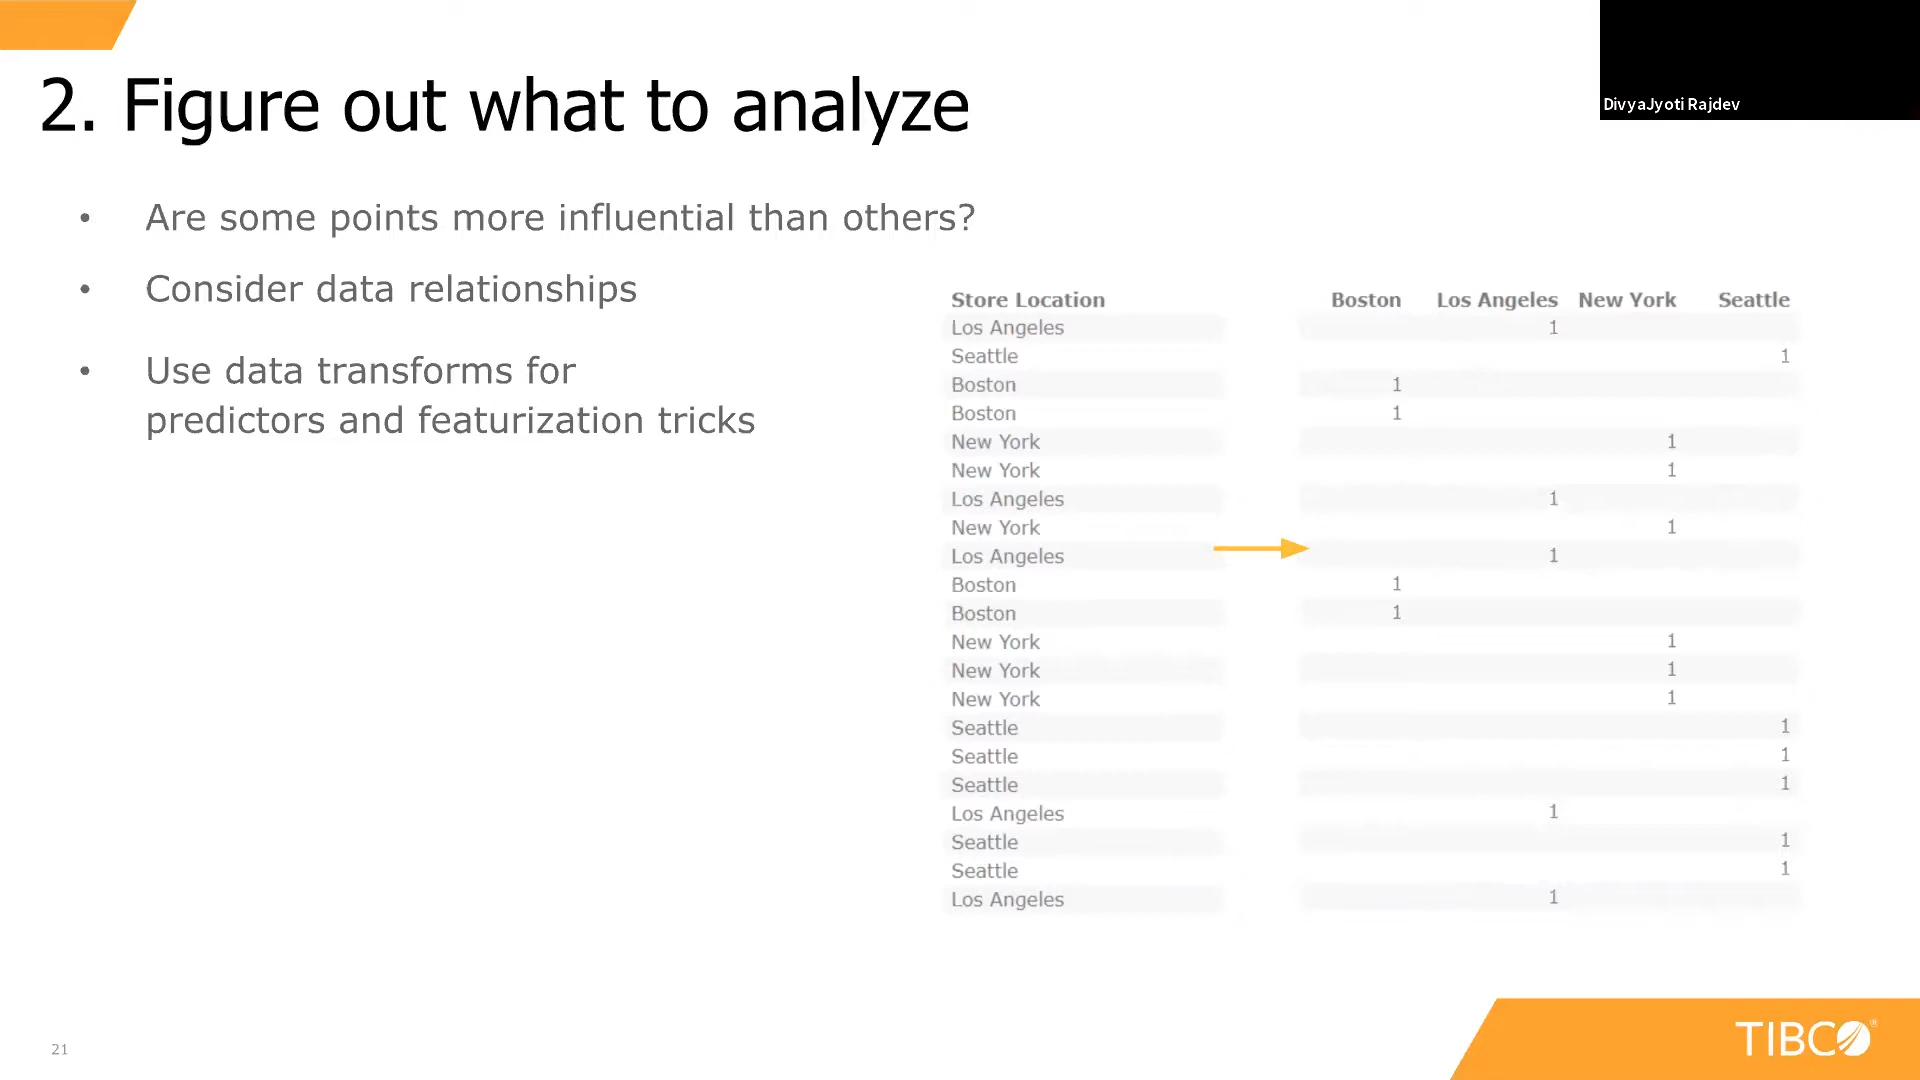 DivyaJyoti Rajdev
2. Figure out what to analyze
• Are some points more influential than others?
• Consider data relationships
• Use data transforms for
predictors and featurization tricks
Store Location Boston Los Angeles New York Seattle
Los Angeles 1
Seattle 1
Boston 1
Boston 1
New York 1
New York 1
Los Angeles 1
New York 1
Los Angeles 1
Boston 1
Boston 1
New York 1
New York 1
New York 1
Seattle 1
Seattle 1
Seattle 1
Los Angeles 1
Seattle 1
Seattle 1
Los Angeles 1
21
TIBCO®